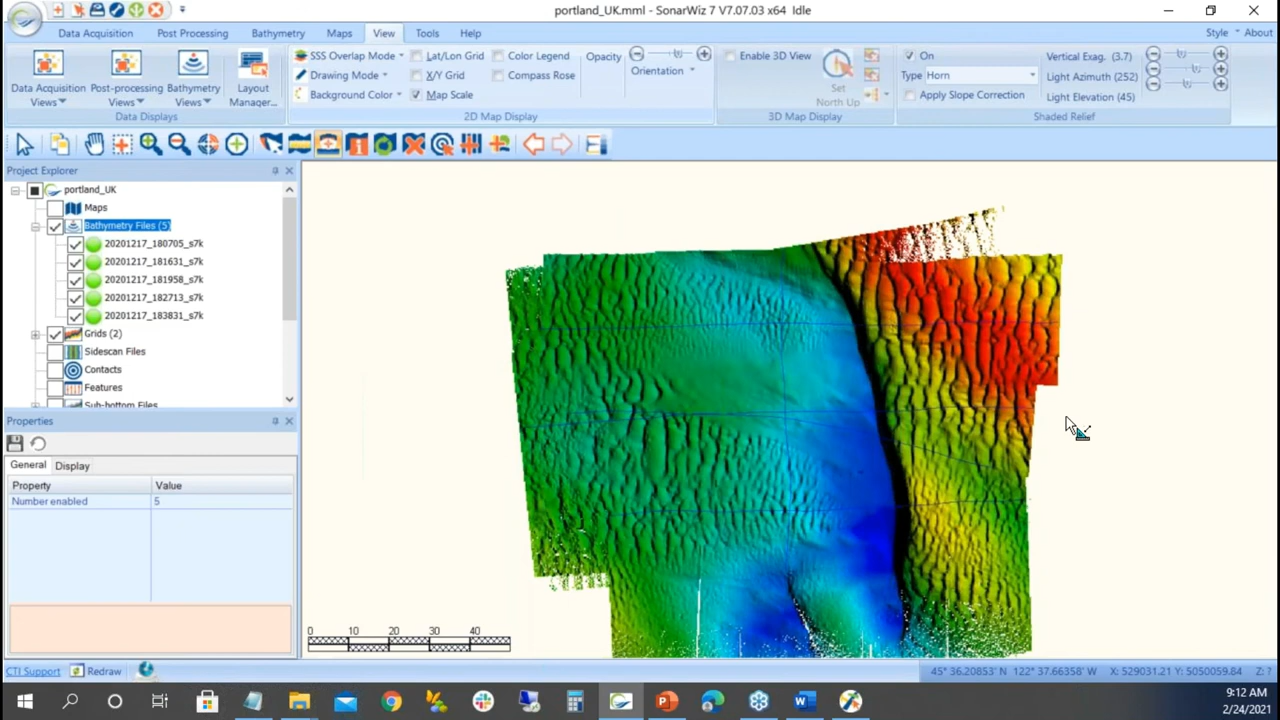 portland_UK.mml - SonarWiz 7 V7.07.03 x64 Idle
Data Acquisition
Post Processing
Bathymetry
Maps
View
Tools
Help
Style
About
Data Acquisition
Views
Post-processing
Views
Bathymetry
Views
Layout
Manager...
Data Displays
SSS Overlap Mode
Drawing Mode
Background Color
Lat/Lon Grid
X/Y Grid
Map Scale
Color Legend
Compass Rose
Opacity
Orientation
2D Map Display
Enable 3D View
Set
North Up
3D Map Display
On
Type Horn
Apply Slope Correction
Vertical Exag. (3.7)
Light Azimuth (252)
Light Elevation (45)
Shaded Relief
Project Explorer
portland_UK
Maps
Bathymetry Files (5)
20201217_180705_s7k
20201217_181631_s7k
20201217_181958_s7k
20201217_182713_s7k
20201217_183831_s7k
Grids (2)
Sidescan Files
Contacts
Features
Sub-bottom Files
Properties
General
Display
Property
Value
Number enabled
5
0 10 20 30 40
CTI Support
Redraw
45° 36.20853' N 122° 37.66358' W X: 529031.21 Y: 5050059.84 Z: ?
9:12 AM
2/24/2021